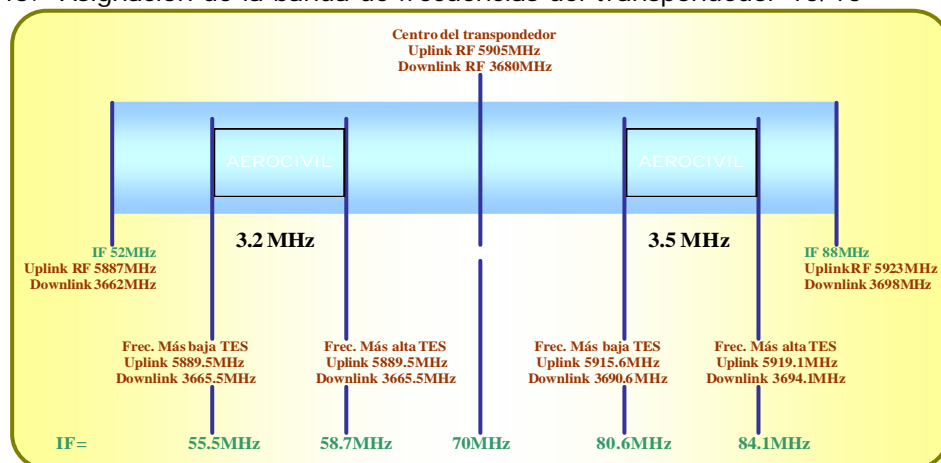 Centro del transpondedor
Uplink RF 5905MHz
Downlink RF 3680MHz
AEROCIVIL
AEROCIVIL
3.2 MHz
3.5 MHz
IF 52MHz
Uplink RF 5887MHz
Downlink 3662MHz
IF 88MHz
UplinkRF 5923MHz
Downlink 3698MHz
Frec. Más baja TES
Uplink 5889.5MHz
Downlink 3665.5MHz
Frec. Más alta TES
Uplink 5889.5MHz
Downlink 3665.5MHz
Frec. Más baja TES
Uplink 5915.6MHz
Downlink 3690.6MHz
Frec. Más alta TES
Uplink 5919.1MHz
Downlink 3694.1MHz
IF= 55.5MHz 58.7MHz 70MHz 80.6MHz 84.1MHz